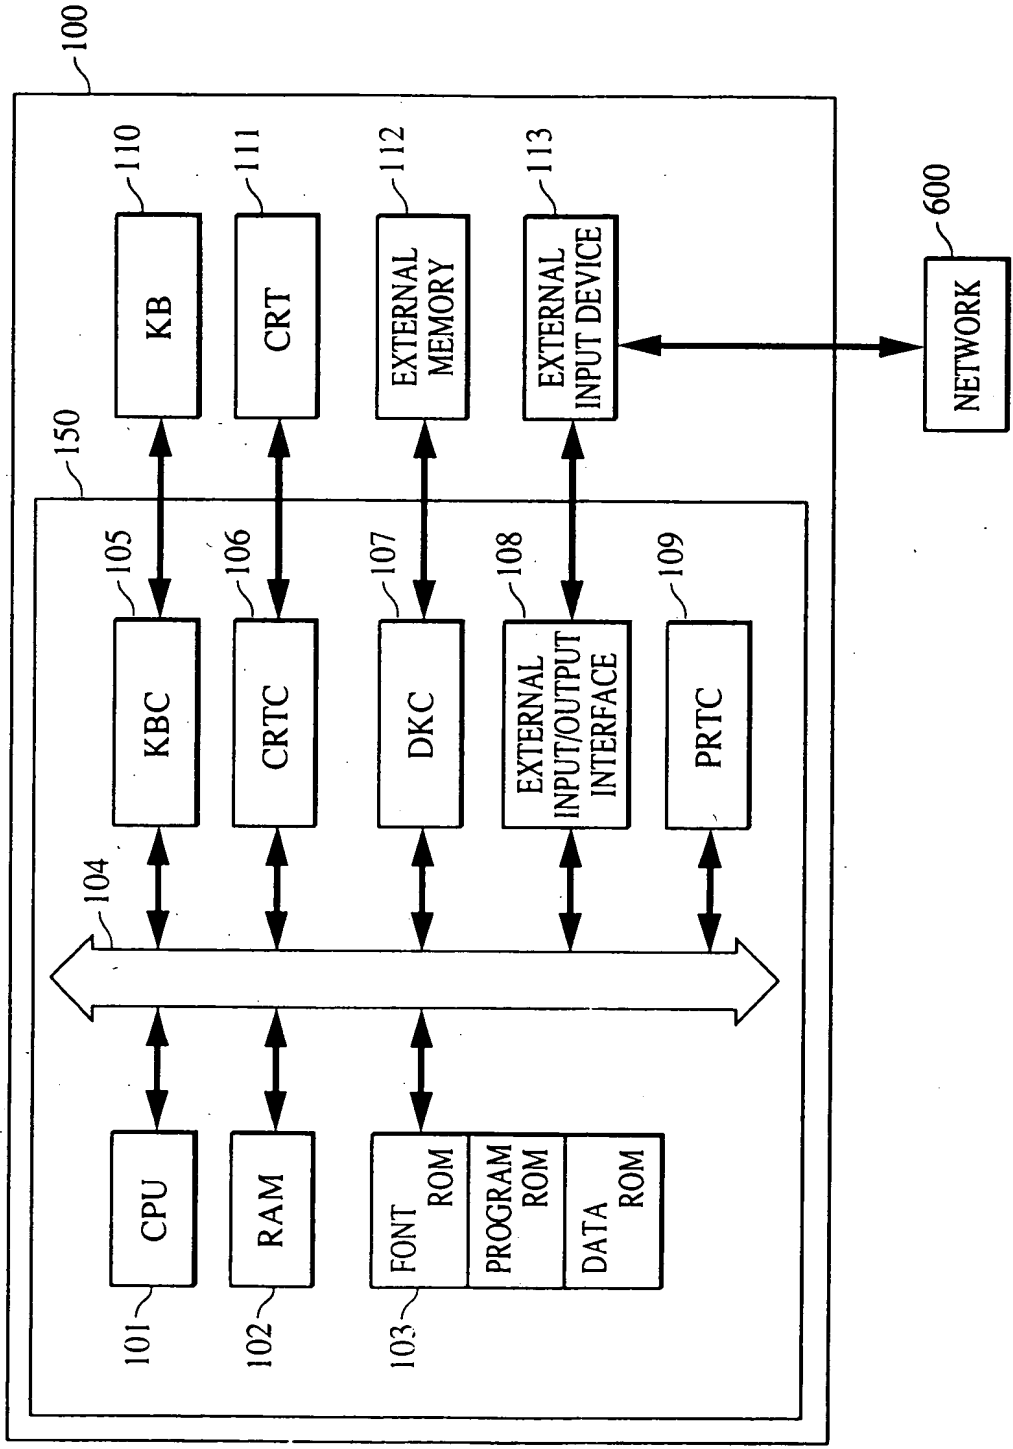 100
150
101
CPU
104
105
KBC
110
KB
102
RAM
106
CRTC
111
CRT
103
FONT
ROM
PROGRAM
ROM
DATA
ROM
107
DKC
112
EXTERNAL
MEMORY
108
EXTERNAL
INPUT/OUTPUT
INTERFACE
113
EXTERNAL
INPUT DEVICE
109
PRTC
600
NETWORK